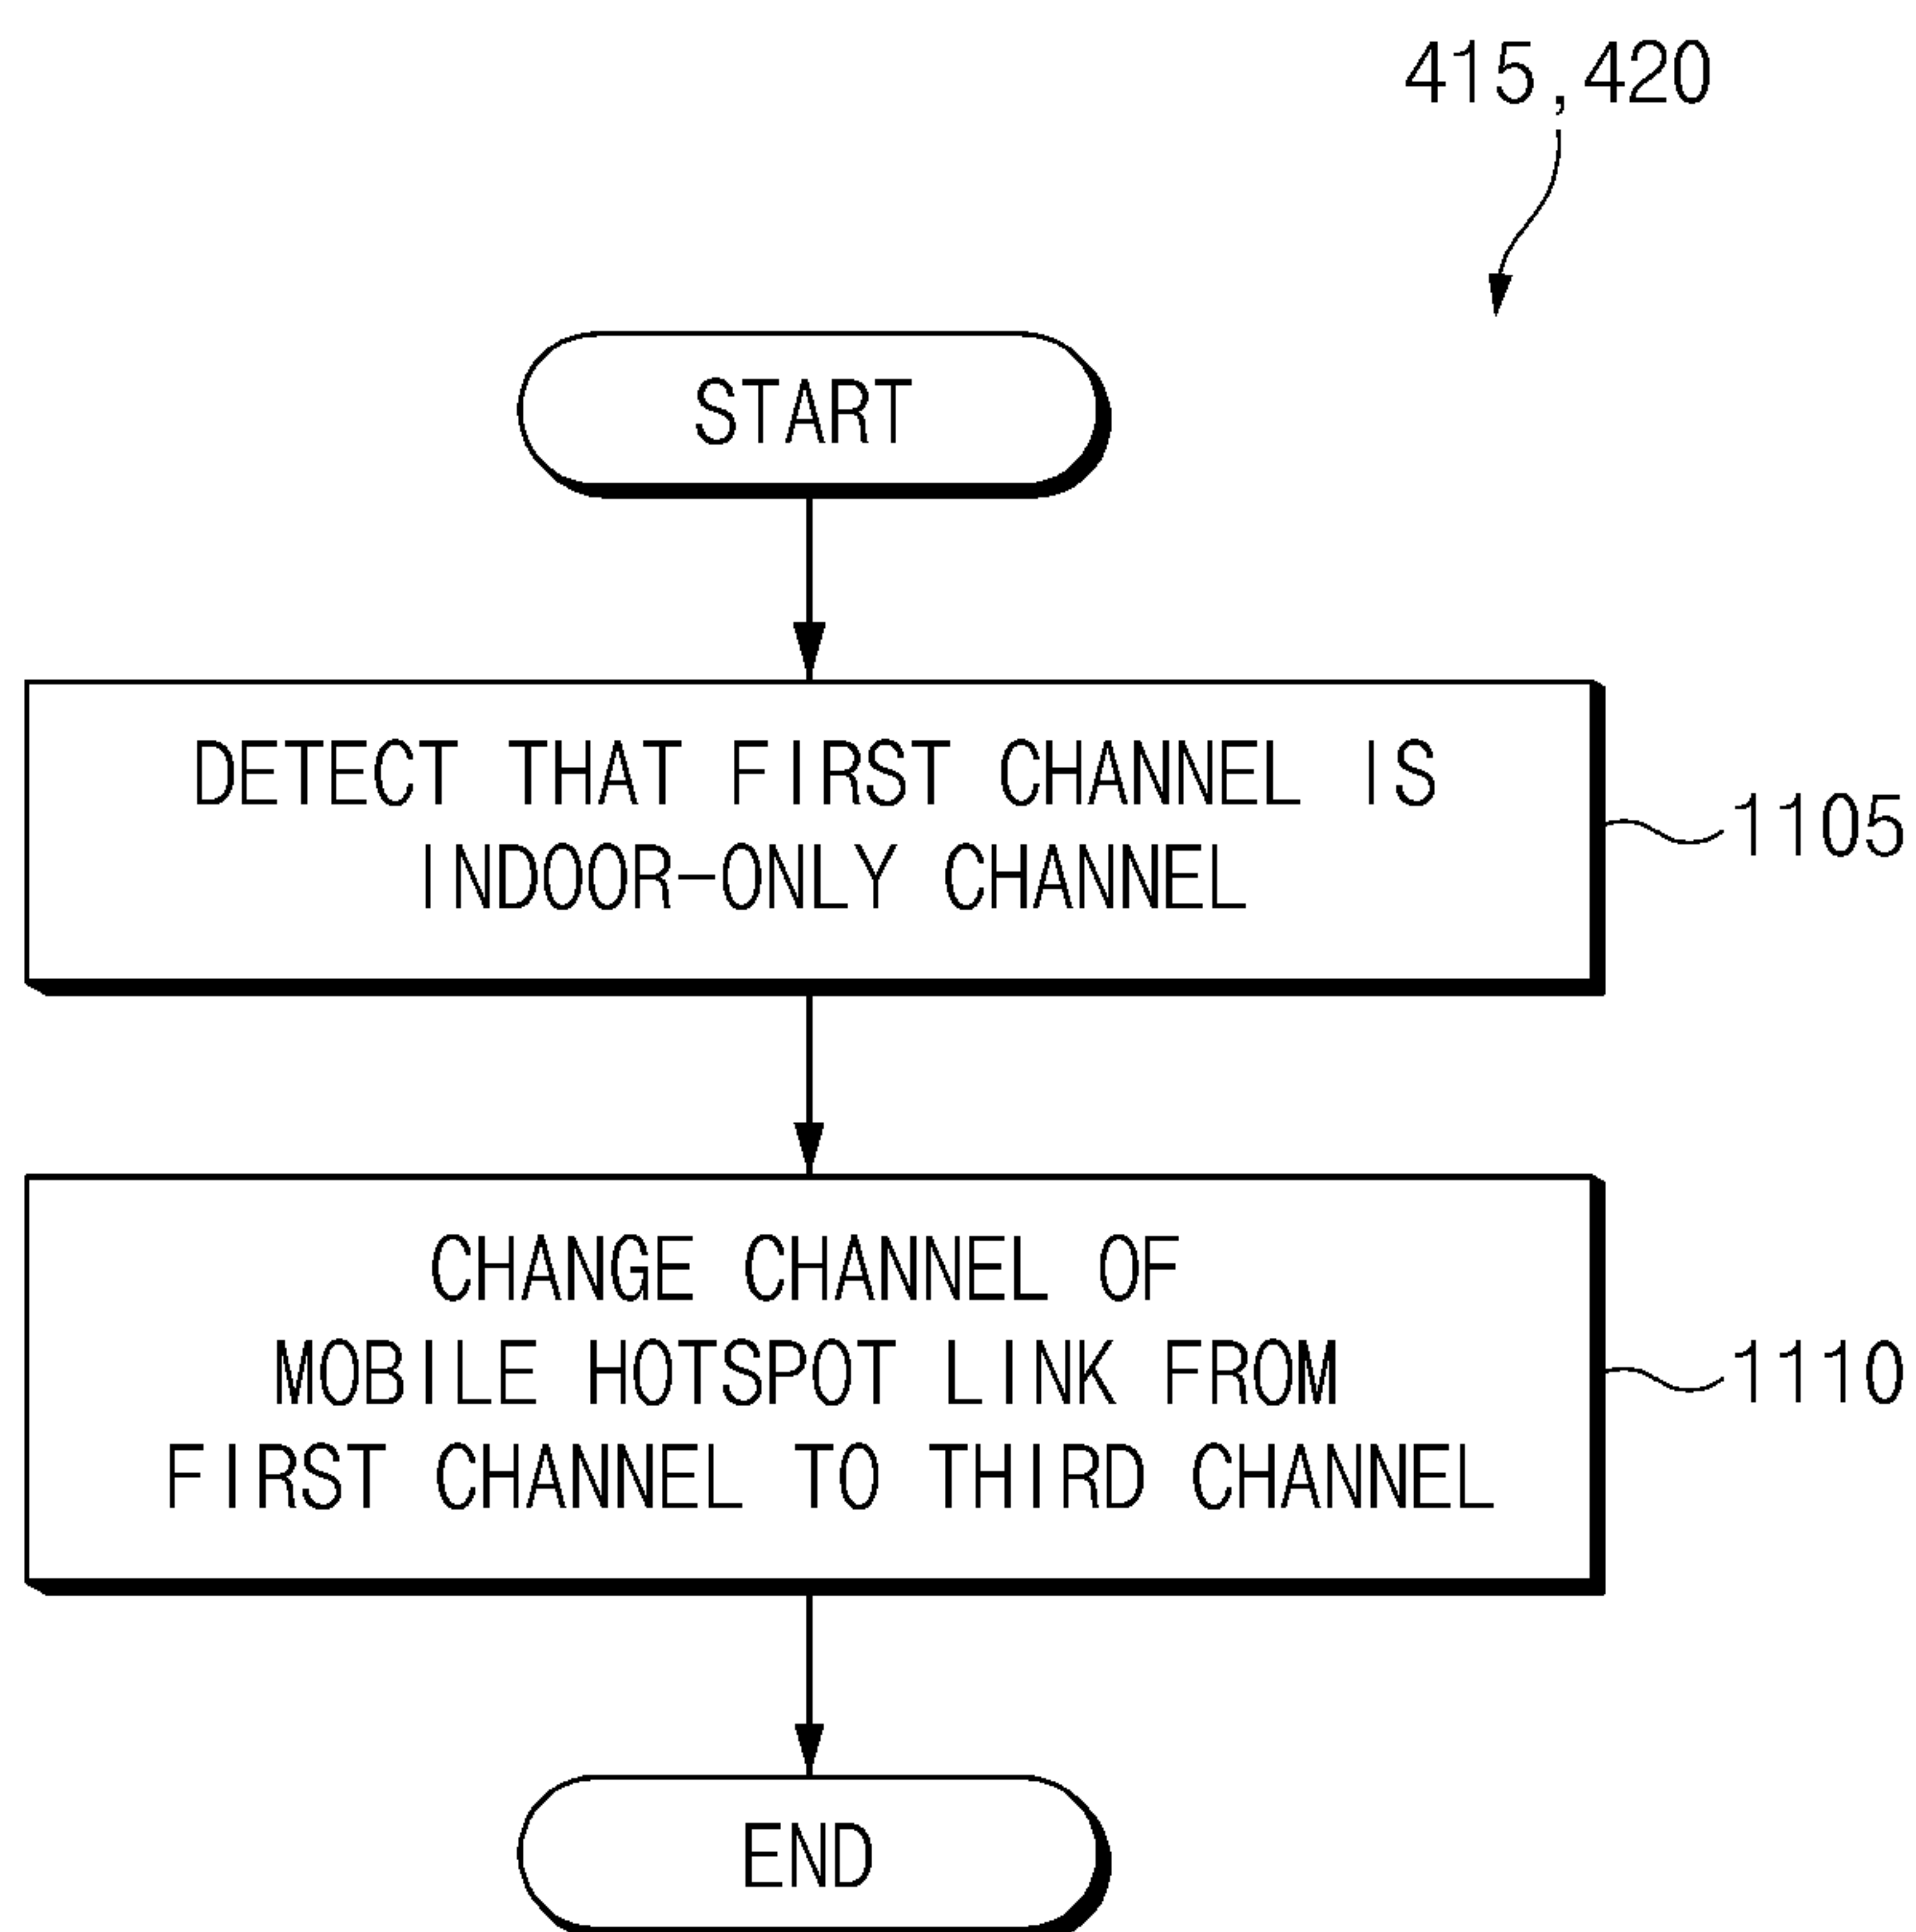 415,420
START
DETECT THAT FIRST CHANNEL IS
INDOOR-ONLY CHANNEL
1105
CHANGE CHANNEL OF
MOBILE HOTSPOT LINK FROM
FIRST CHANNEL TO THIRD CHANNEL
1110
END